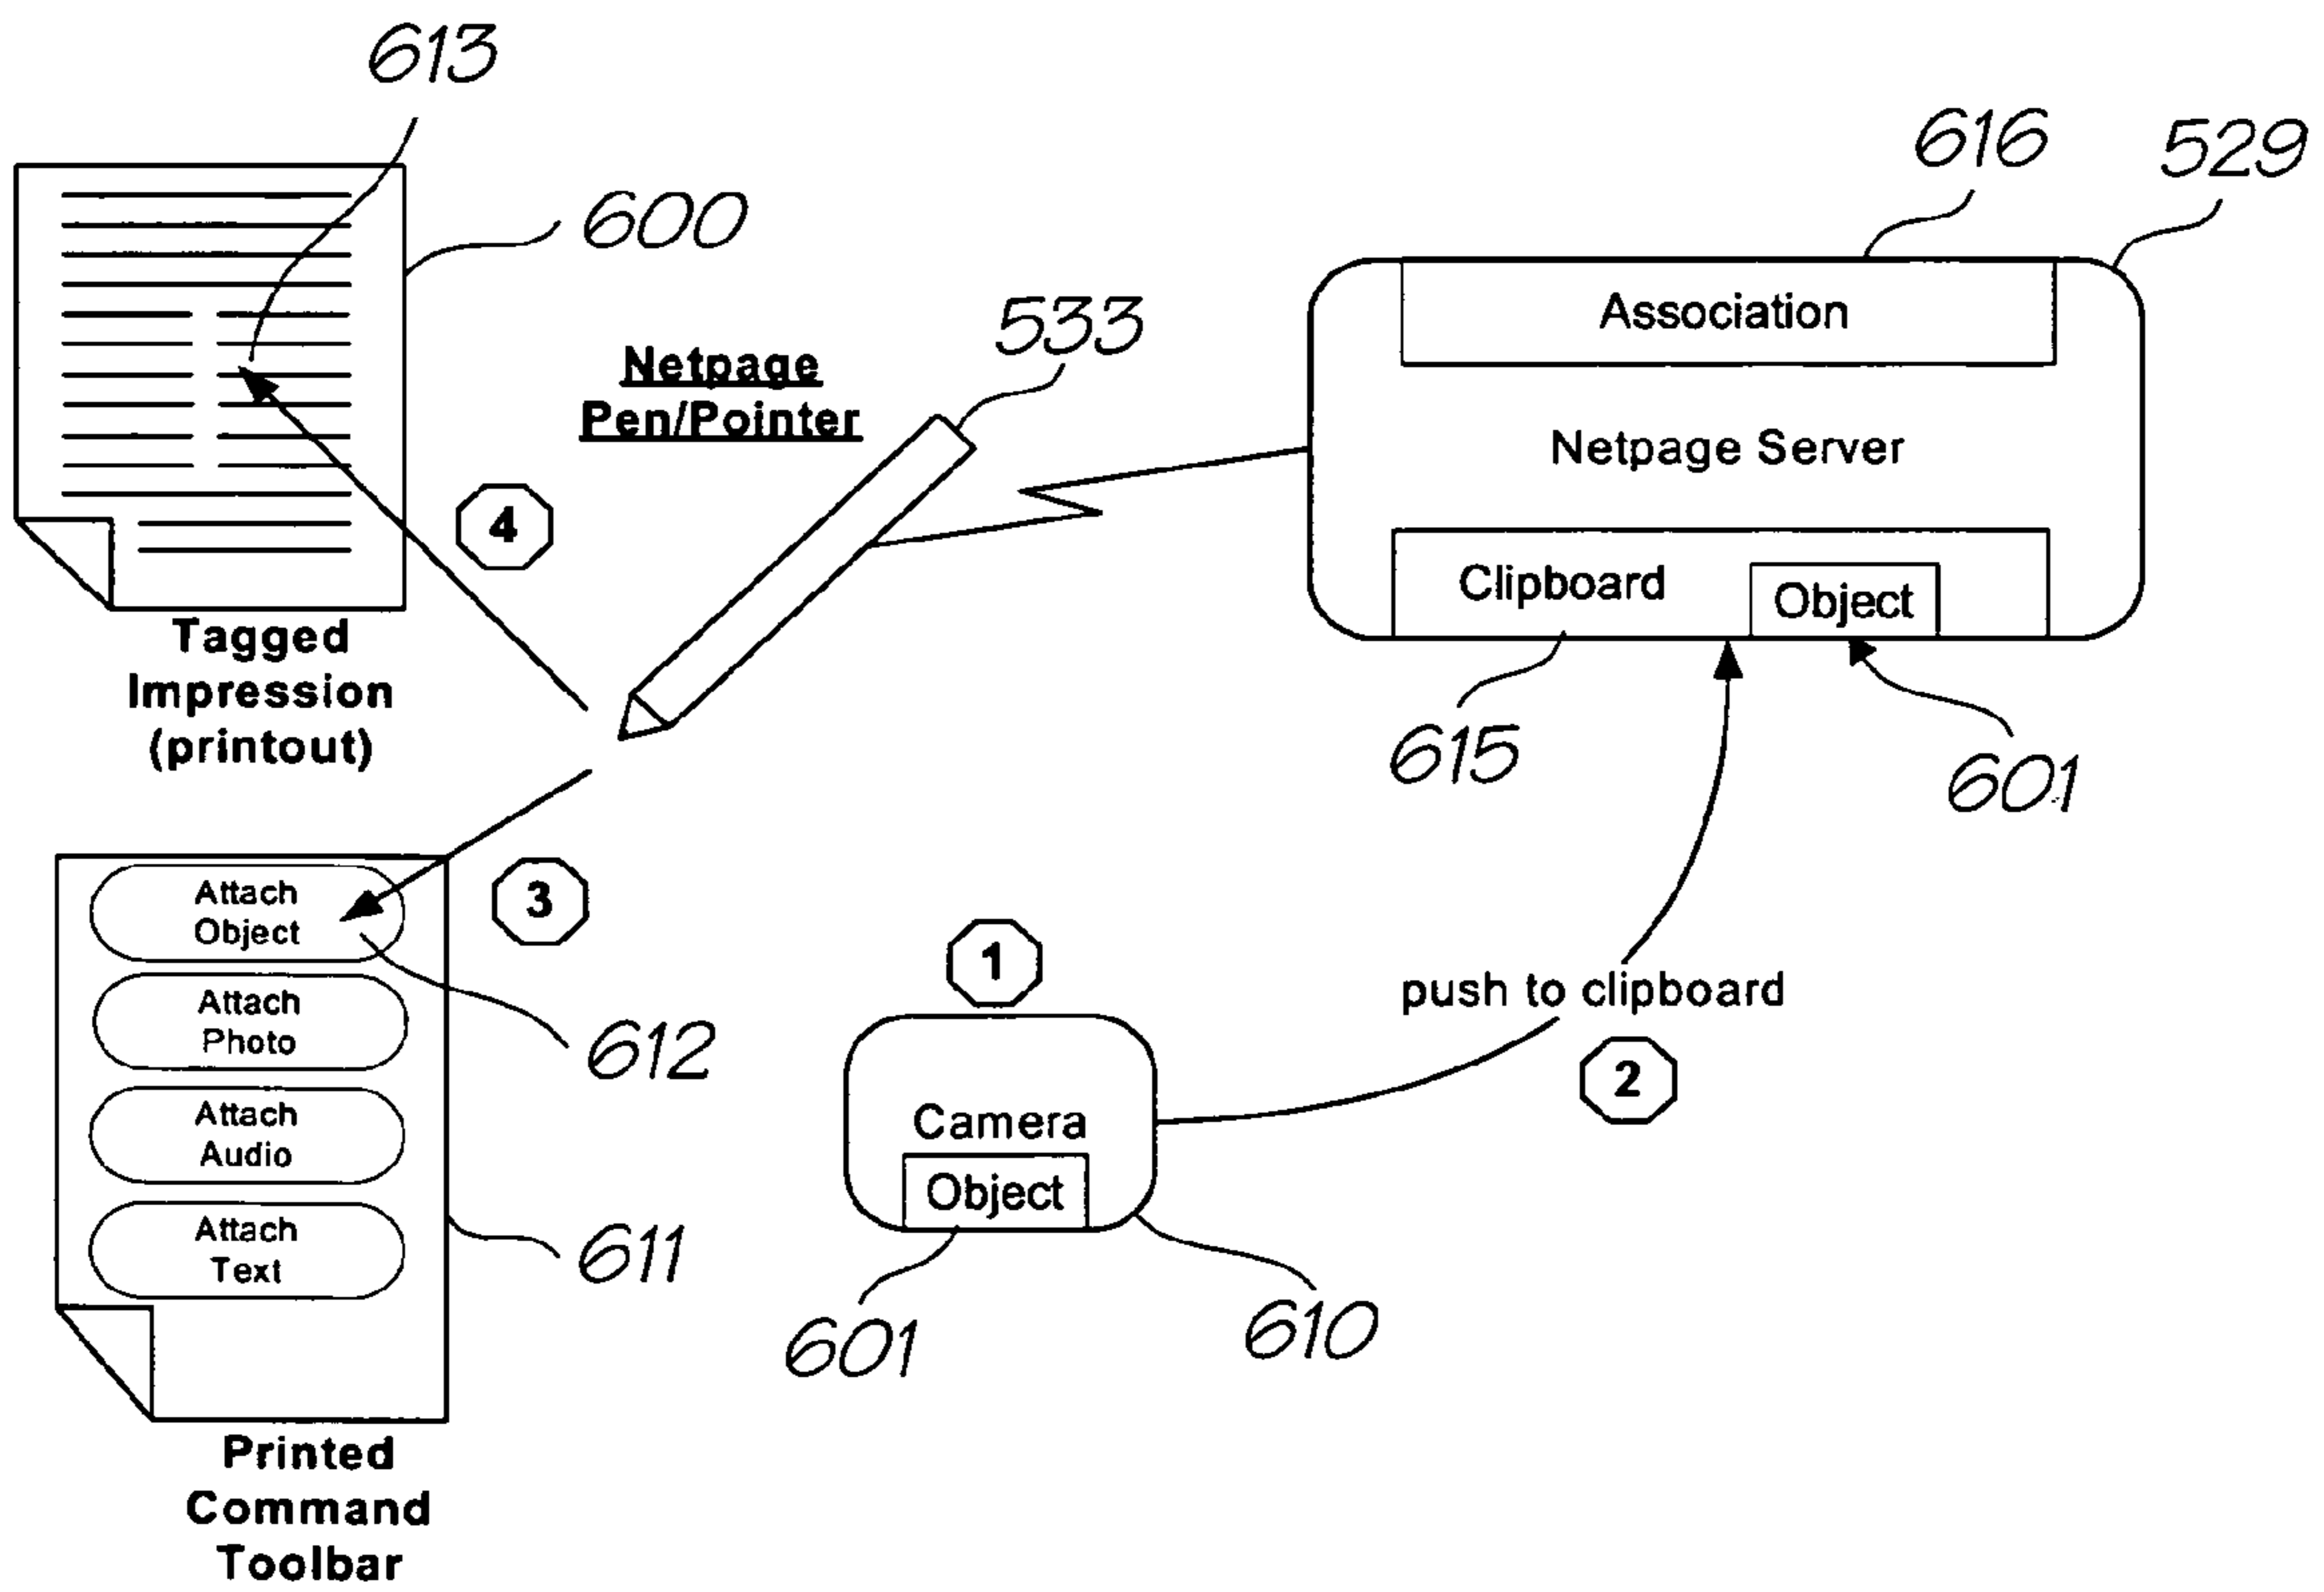 613
616
529
600
Association
533
Netpage
Pen/Pointer
Netpage Server
4
Clipboard
Object
Tagged
Impression
(printout)
615
601
3
Attach
Object
1
push to clipboard
Attach
Photo
612
2
Camera
Attach
Audio
Object
Attach
Text
611
601
610
Printed
Command
Toolbar